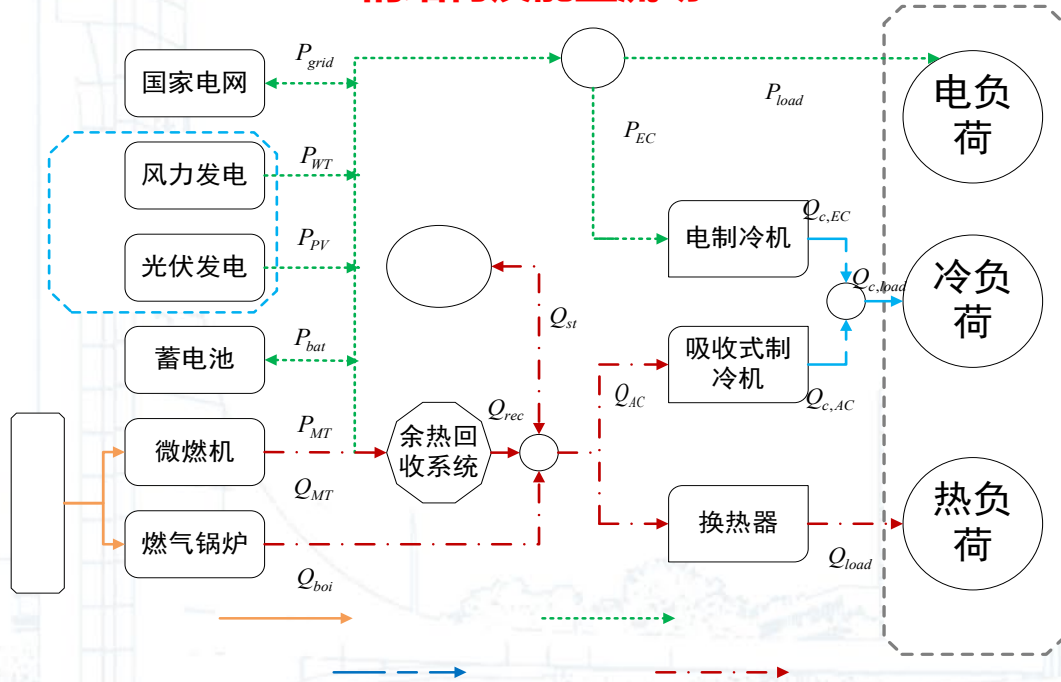 国家电网
P_grid
风力发电
P_WT
光伏发电
P_PV
蓄电池
P_bat
微燃机
P_MT
Q_MT
燃气锅炉
Q_boi
余热回
收系统
Q_rec
Q_st
P_EC
P_load
电制冷机
Q_c,EC
吸收式制
冷机
Q_AC
Q_c,AC
Q_c,load
换热器
Q_load
电负
荷
冷负
荷
热负
荷